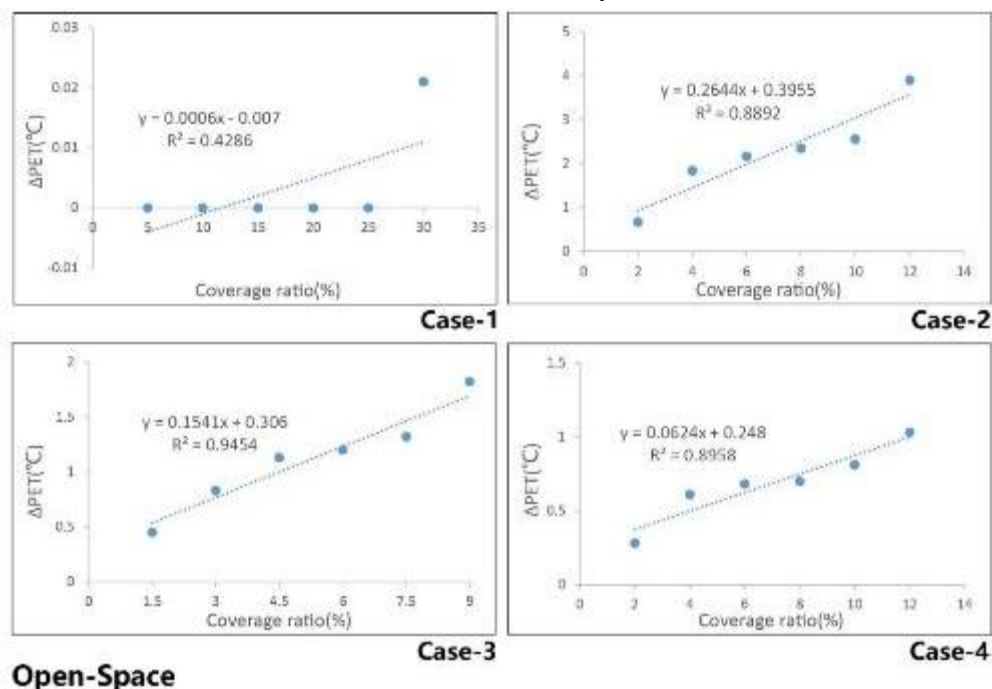 0.03
0.02
0.01
0
-0.01
ΔPET(℃)
y = 0.0006x - 0.007
R² = 0.4286
0 5 10 15 20 25 30 35
Coverage ratio(%)
Case-1
5
4
3
2
1
0
ΔPET(℃)
y = 0.2644x + 0.3955
R² = 0.8892
0 2 4 6 8 10 12 14
Coverage ratio(%)
Case-2
2
1.5
1
0.5
0
ΔPET(℃)
y = 0.1541x + 0.306
R² = 0.9454
0 1.5 3 4.5 6 7.5 9
Coverage ratio(%)
Case-3
1.5
1
0.5
0
ΔPET(℃)
y = 0.0624x + 0.248
R² = 0.8958
0 2 4 6 8 10 12 14
Coverage ratio(%)
Case-4
Open-Space